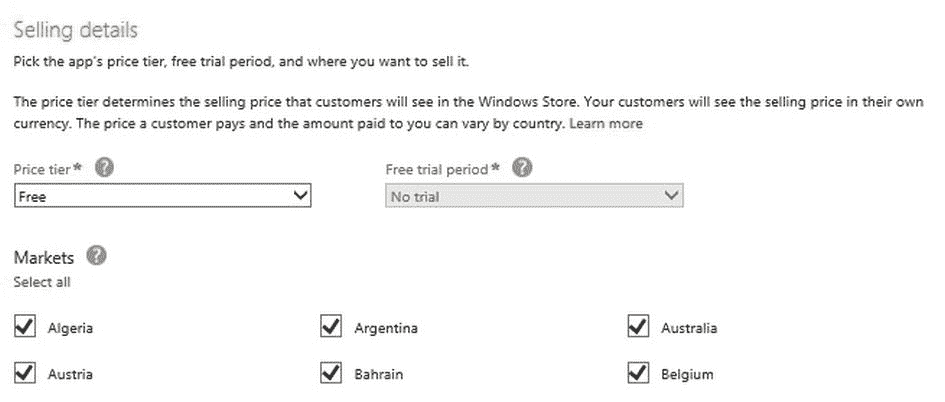 Selling details
Pick the app's price tier, free trial period, and where you want to sell it.
The price tier determines the selling price that customers will see in the Windows Store. Your customers will see the selling price in their own
currency. The price a customer pays and the amount paid to you can vary by country. Learn more
Price tier* ? Free trial period* ?
Free No trial
Markets ?
Select all
Algeria Argentina Australia
Austria Bahrain Belgium